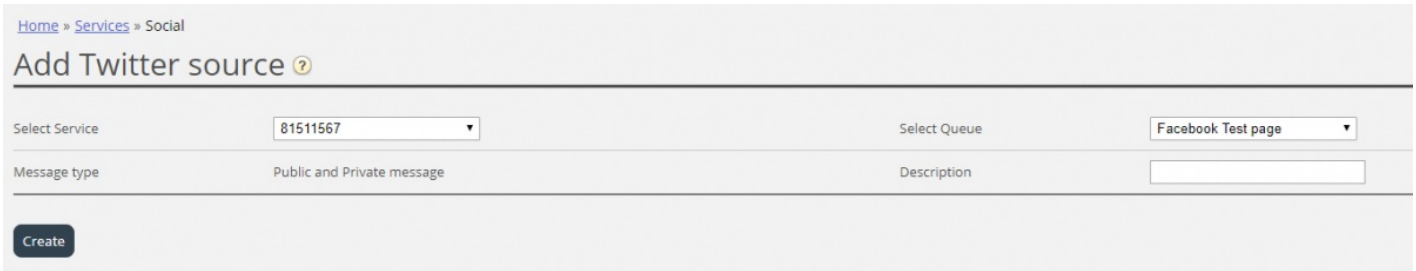 Home » Services » Social
Add Twitter source ?
Select Service 81511567 Select Queue Facebook Test page
Message type Public and Private message Description
Create